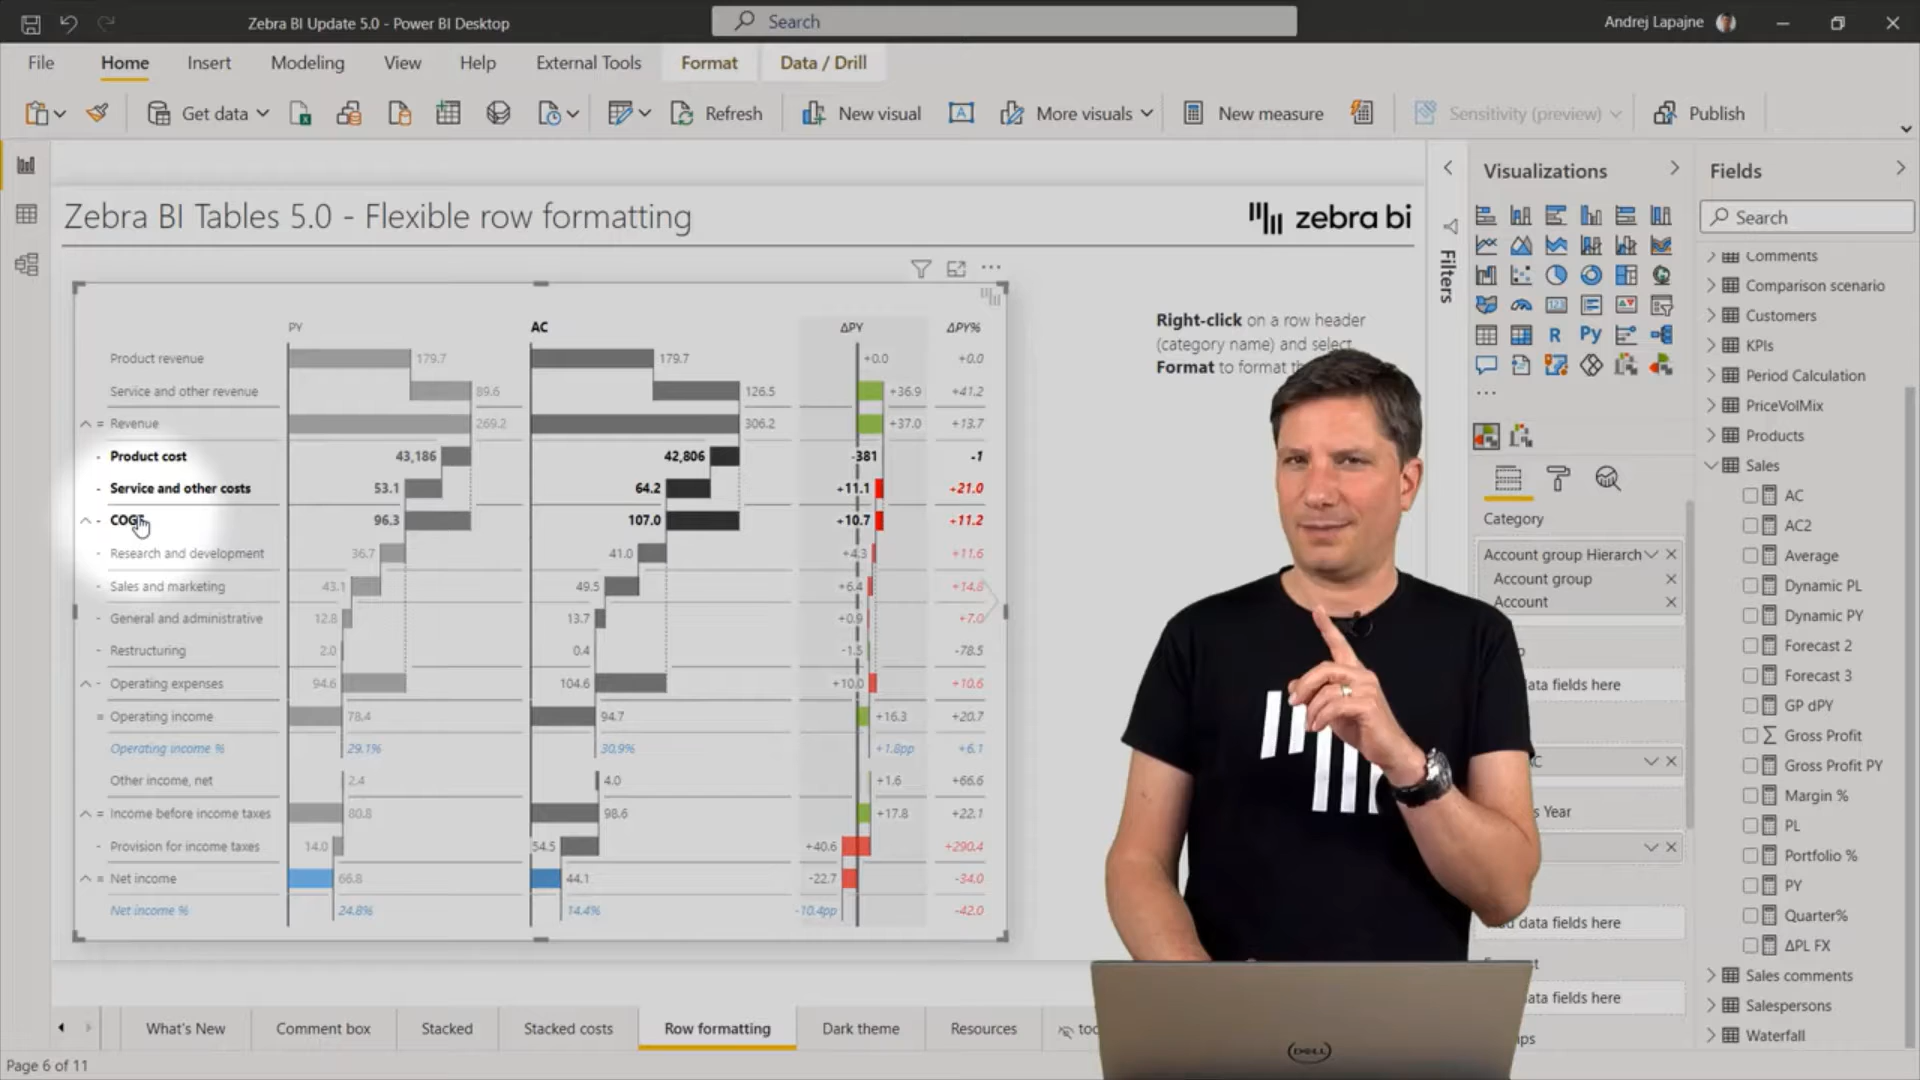 Zebra BI Update 5.0 - Power BI Desktop
Search
Andrej Lapajne
File Home Insert Modeling View Help External Tools Format Data / Drill
Get data Refresh New visual More visuals New measure Sensitivity (preview) Publish
Zebra BI Tables 5.0 - Flexible row formatting
zebra bi
Filters
Right-click on a row header
(category name) and select
Format to format th
PY AC ΔPY ΔPY%
Product revenue 179.7 179.7 +0.0 +0.0
Service and other revenue 89.6 126.5 +36.9 +41.2
= Revenue 269.2 306.2 +37.0 +13.7
- Product cost 43,186 42,806 -381 -1
- Service and other costs 53.1 64.2 +11.1 +21.0
- COGS 96.3 107.0 +10.7 +11.2
- Research and development 36.7 41.0 +4.3 +11.6
- Sales and marketing 43.1 49.5 +6.4 +14.8
- General and administrative 12.8 13.7 +0.9 +7.0
- Restructuring 2.0 0.4 -1.5 -78.5
- Operating expenses 94.6 104.6 +10.0 +10.6
= Operating income 78.4 94.7 +16.3 +20.7
Operating income % 29.1% 30.9% +1.8pp +6.1
Other income, net 2.4 4.0 +1.6 +66.6
= Income before income taxes 80.8 98.6 +17.8 +22.1
- Provision for income taxes 14.0 54.5 +40.6 +290.4
= Net income 66.8 44.1 -22.7 -34.0
Net income % 24.8% 14.4% -10.4pp -42.0
Visualizations
R Py
Category
Account group Hierarch
Account group
Account
data fields here
AC
Year
data fields here
data fields here
Fields
Search
Comments
Comparison scenario
Customers
KPIs
Period Calculation
PriceVolMix
Products
Sales
AC
AC2
Average
Dynamic PL
Dynamic PY
Forecast 2
Forecast 3
GP dPY
Gross Profit
Gross Profit PY
Margin %
PL
Portfolio %
PY
Quarter%
ΔPL FX
Sales comments
Salespersons
Waterfall
What's New Comment box Stacked Stacked costs Row formatting Dark theme Resources
Page 6 of 11
DELL